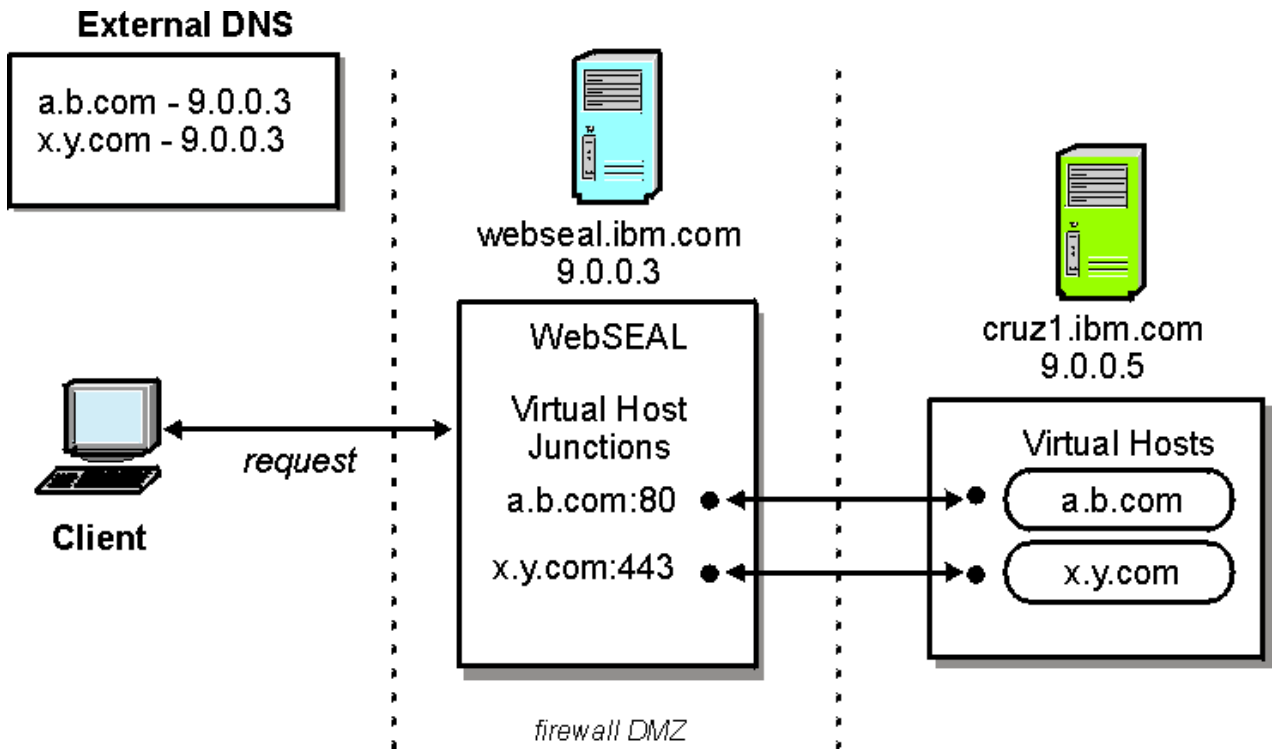 External DNS
a.b.com - 9.0.0.3
x.y.com - 9.0.0.3
webseal.ibm.com
9.0.0.3
WebSEAL
Virtual Host
Junctions
a.b.com:80
x.y.com:443
request
Client
firewall DMZ
cruz1.ibm.com
9.0.0.5
Virtual Hosts
a.b.com
x.y.com